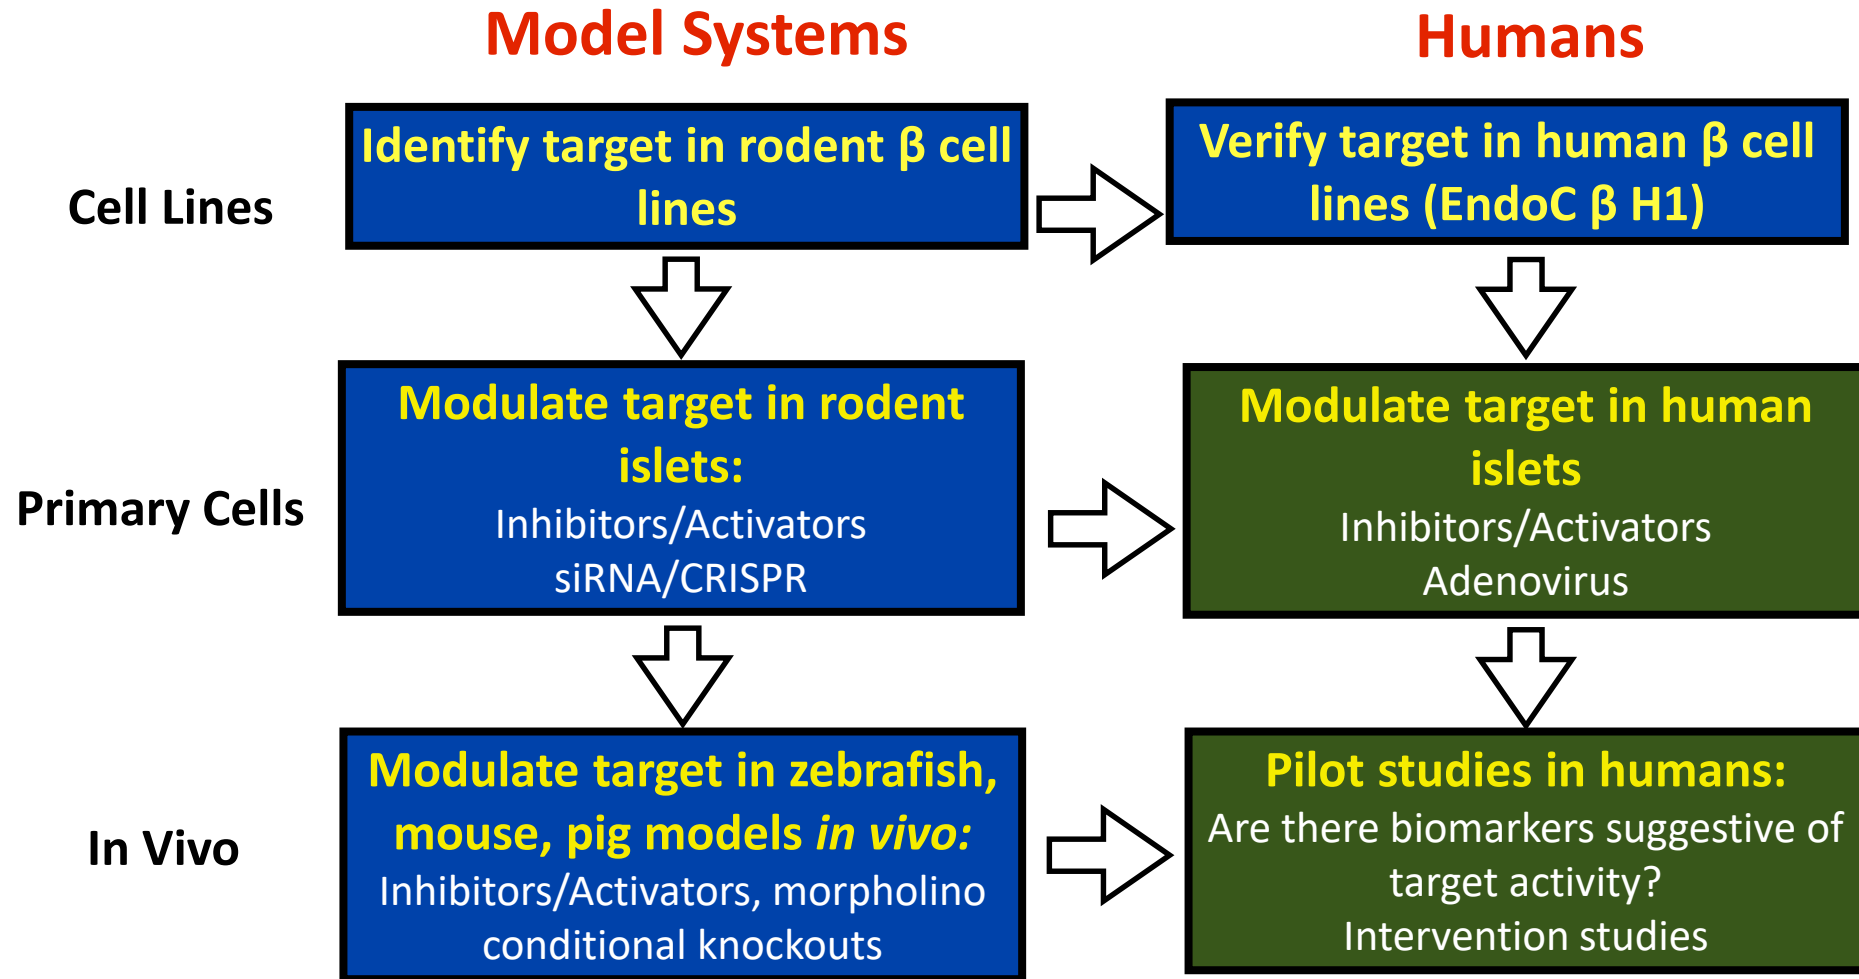 Model Systems
Humans
Cell Lines
Identify target in rodent β cell
lines
Verify target in human β cell
lines (EndoC β H1)
Primary Cells
Modulate target in rodent
islets:
Inhibitors/Activators
siRNA/CRISPR
Modulate target in human
islets
Inhibitors/Activators
Adenovirus
In Vivo
Modulate target in zebrafish,
mouse, pig models in vivo:
Inhibitors/Activators, morpholino
conditional knockouts
Pilot studies in humans:
Are there biomarkers suggestive of
target activity?
Intervention studies